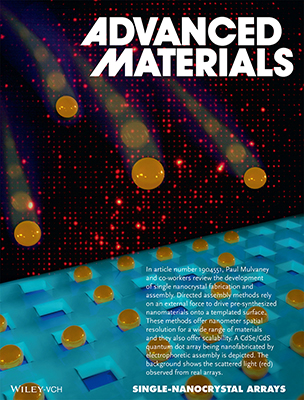 ADVANCED
MATERIALS
In article number 1904551, Paul Mulvaney
and co-workers review the development
of single nanocrystal fabrication and
assembly. Directed assembly methods rely
on an external force to drive pre-synthesized
nanomaterials onto a templated surface.
These methods offer nanometer spatial
resolution for a wide range of materials
and they also offer scalability. A CdSe/CdS
quantum dot array being nanofabricated by
electrophoretic assembly is depicted. The
background shows the scattered light (red)
observed from real arrays.
WILEY-VCH
SINGLE-NANOCRYSTAL ARRAYS